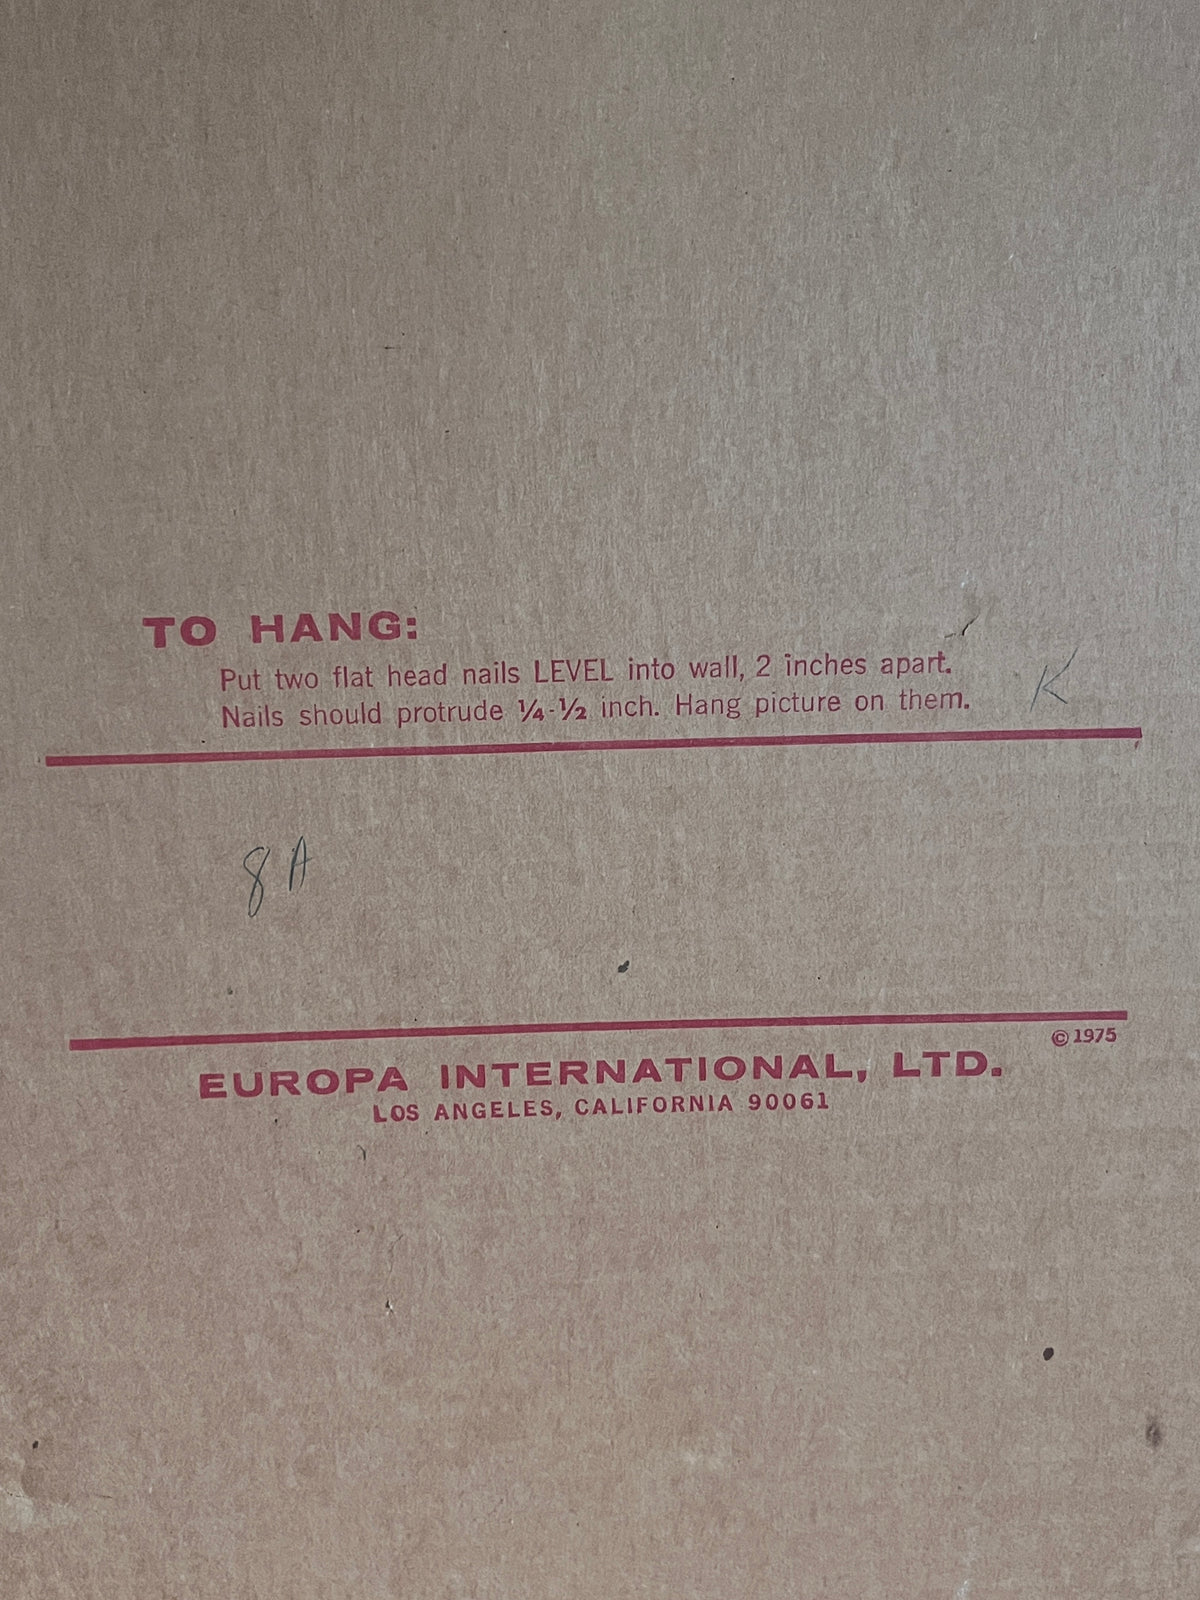 TO HANG:
Put two flat head nails LEVEL into wall, 2 inches apart.
Nails should protrude ¼-½ inch. Hang picture on them.
K
8A
©1975
EUROPA INTERNATIONAL, LTD.
LOS ANGELES, CALIFORNIA 90061